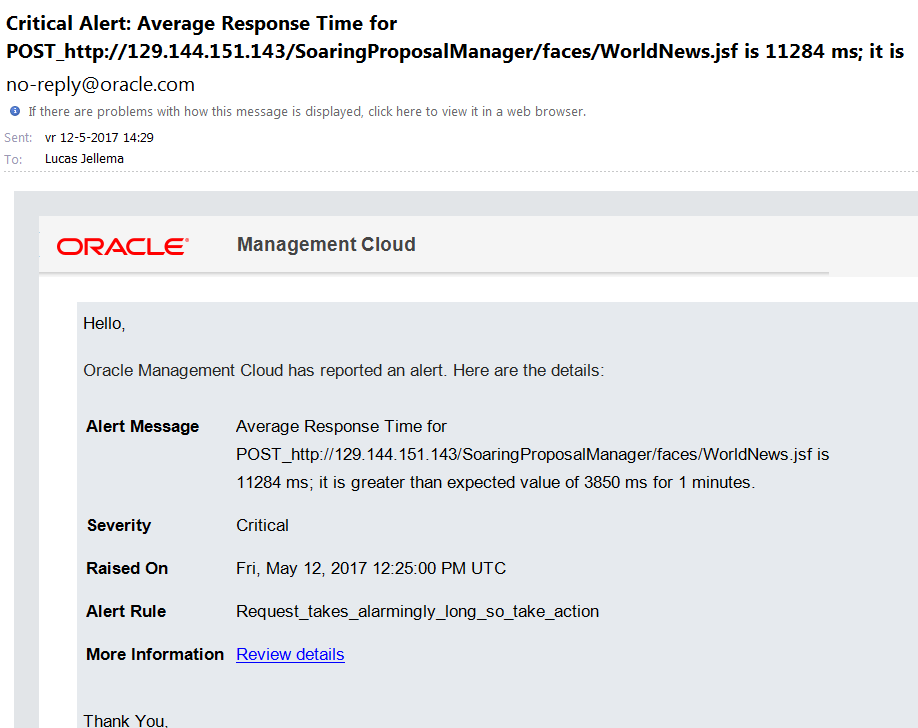 Critical Alert: Average Response Time for
POST_http://129.144.151.143/SoaringProposalManager/faces/WorldNews.jsf is 11284 ms; it is
no-reply@oracle.com
If there are problems with how this message is displayed, click here to view it in a web browser.
Sent: vr 12-5-2017 14:29
To: Lucas Jellema
ORACLE® Management Cloud
Hello,
Oracle Management Cloud has reported an alert. Here are the details:
Alert Message Average Response Time for
POST_http://129.144.151.143/SoaringProposalManager/faces/WorldNews.jsf is
11284 ms; it is greater than expected value of 3850 ms for 1 minutes.
Severity Critical
Raised On Fri, May 12, 2017 12:25:00 PM UTC
Alert Rule Request_takes_alarmingly_long_so_take_action
More Information Review details
Thank You,